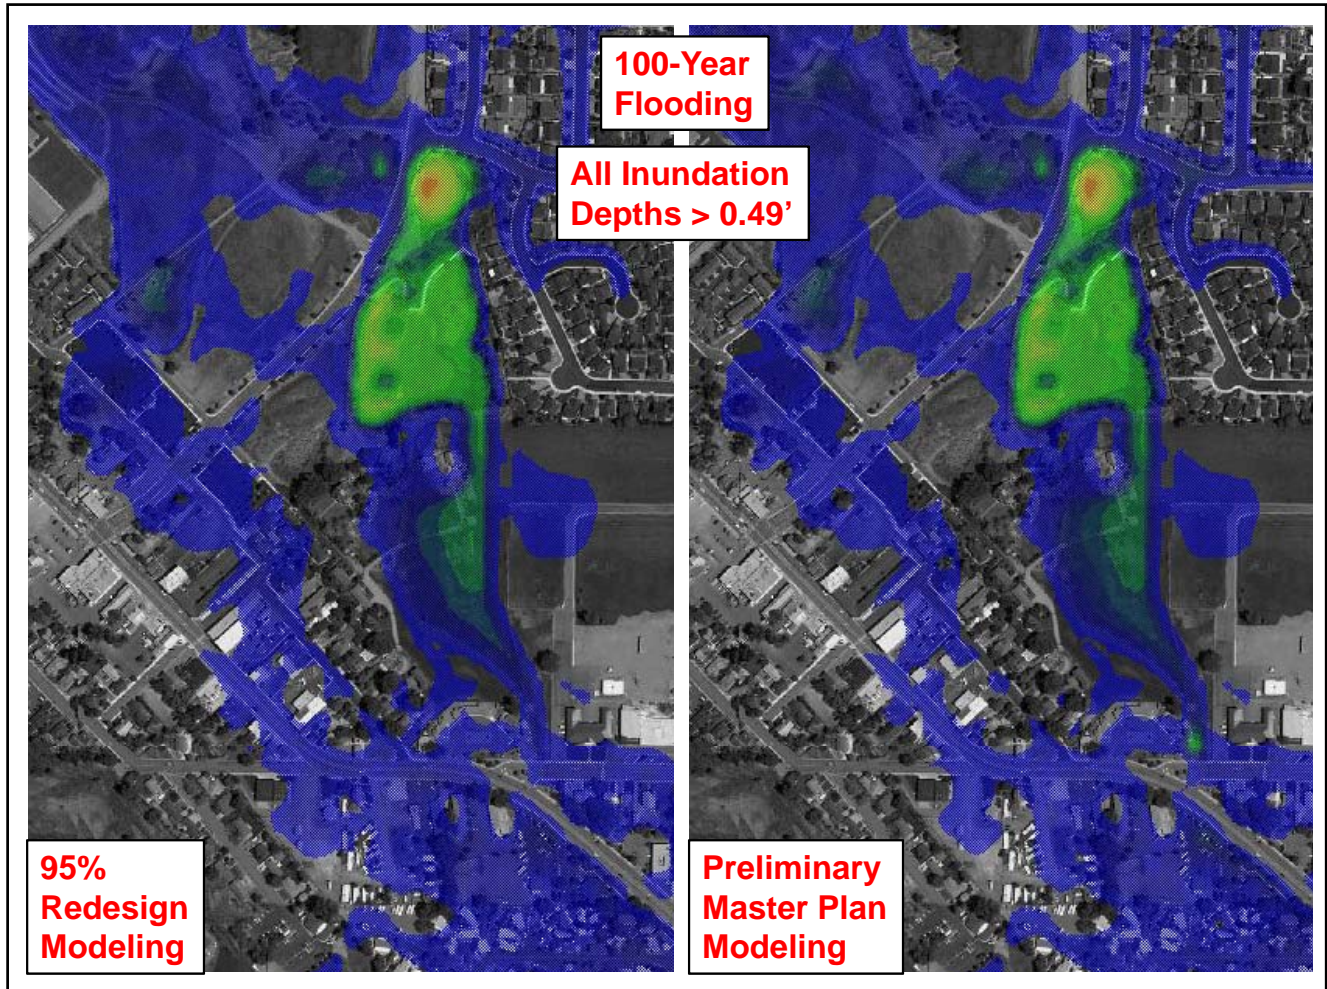 100-Year
Flooding
All Inundation
Depths > 0.49’
95%
Redesign
Modeling
Preliminary
Master Plan
Modeling